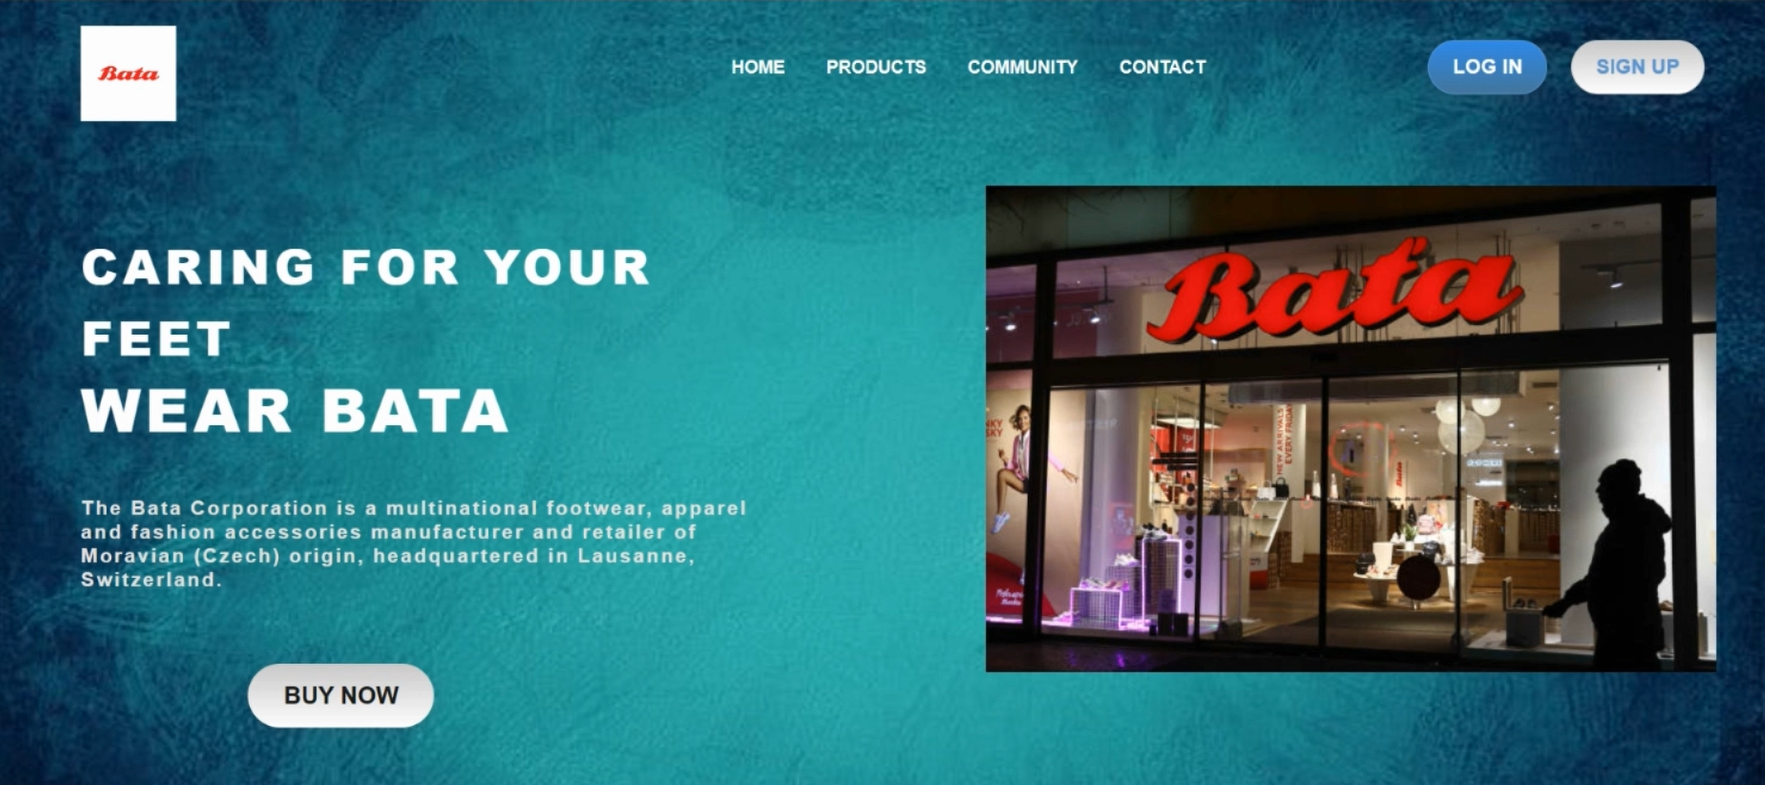 Bata
HOME PRODUCTS COMMUNITY CONTACT
LOG IN SIGN UP
CARING FOR YOUR
FEET
WEAR BATA
The Bata Corporation is a multinational footwear, apparel
and fashion accessories manufacturer and retailer of
Moravian (Czech) origin, headquartered in Lausanne,
Switzerland.
BUY NOW
Bata
NEW ARRIVALS
EVERY FRIDAY
Bata